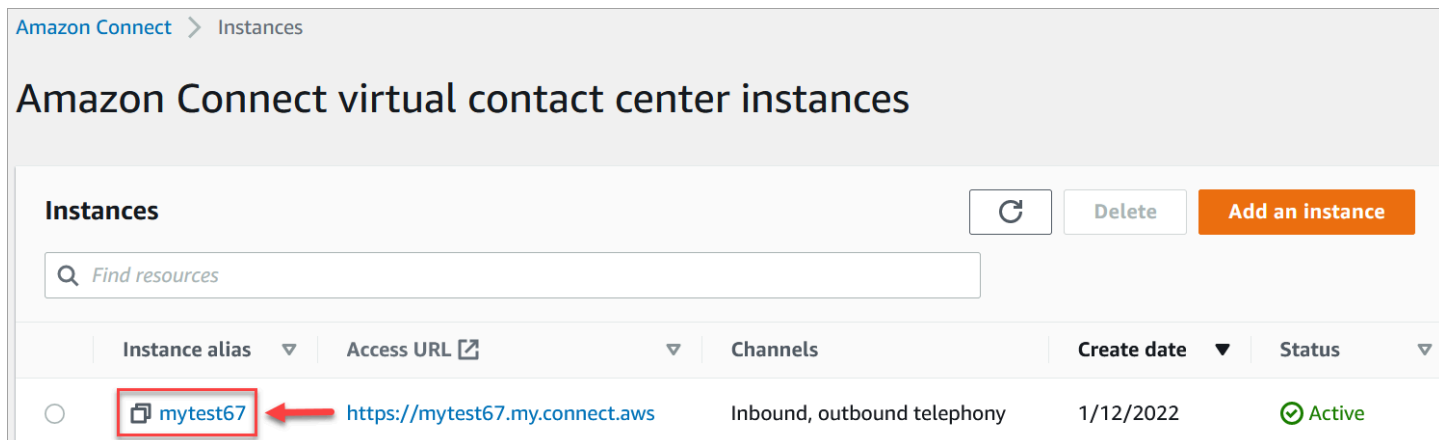 Amazon Connect > Instances
Amazon Connect virtual contact center instances
Instances Delete Add an instance
Find resources
Instance alias Access URL Channels Create date Status
mytest67 https://mytest67.my.connect.aws Inbound, outbound telephony 1/12/2022 Active